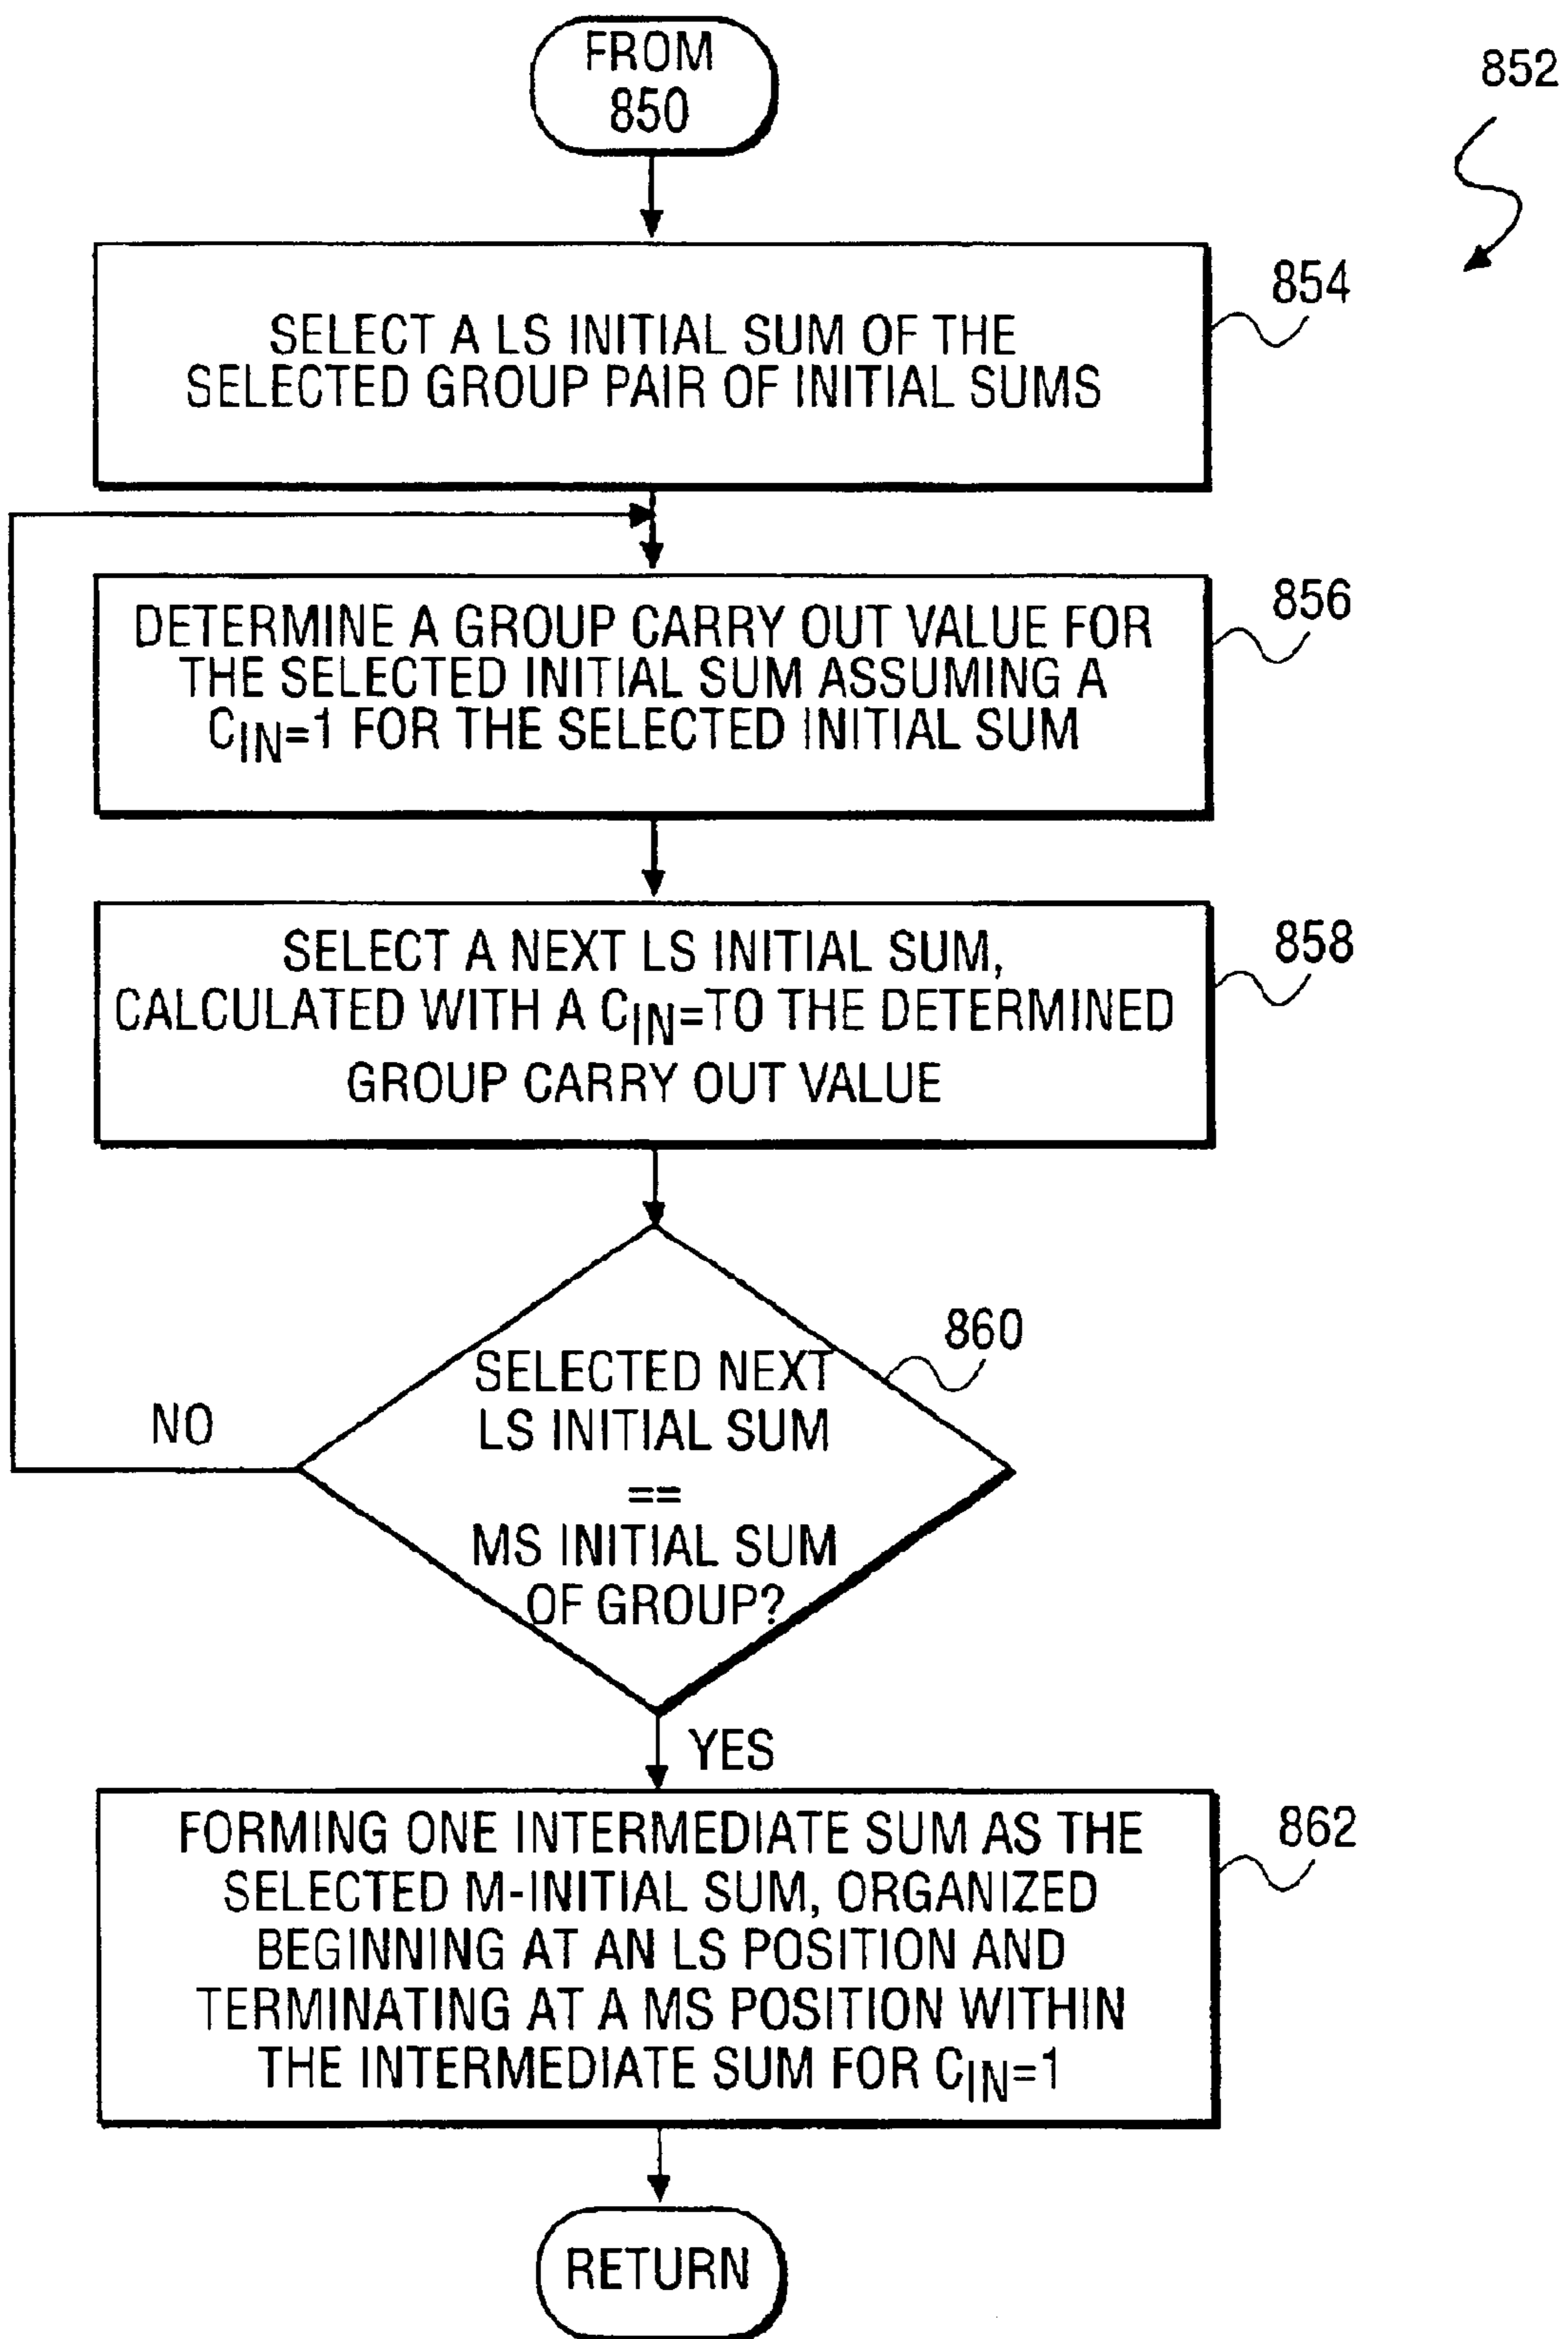 FROM
850
852
854
SELECT A LS INITIAL SUM OF THE
SELECTED GROUP PAIR OF INITIAL SUMS
856
DETERMINE A GROUP CARRY OUT VALUE FOR
THE SELECTED INITIAL SUM ASSUMING A
CIN=1 FOR THE SELECTED INITIAL SUM
858
SELECT A NEXT LS INITIAL SUM,
CALCULATED WITH A CIN=TO THE DETERMINED
GROUP CARRY OUT VALUE
860
SELECTED NEXT
LS INITIAL SUM
==
MS INITIAL SUM
OF GROUP?
NO
YES
862
FORMING ONE INTERMEDIATE SUM AS THE
SELECTED M-INITIAL SUM, ORGANIZED
BEGINNING AT AN LS POSITION AND
TERMINATING AT A MS POSITION WITHIN
THE INTERMEDIATE SUM FOR CIN=1
RETURN